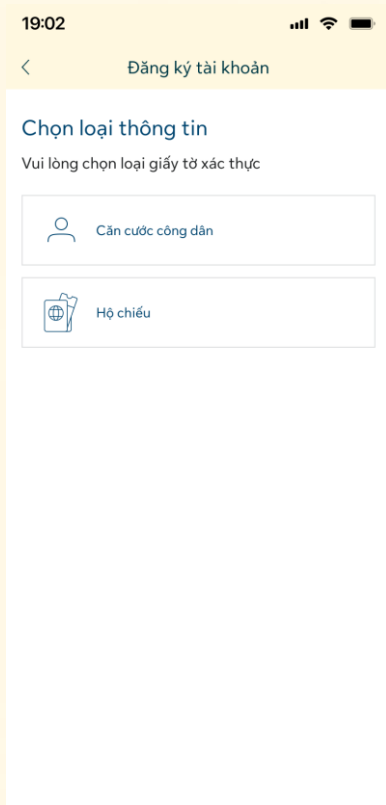 19:02
Đăng ký tài khoản
Chọn loại thông tin
Vui lòng chọn loại giấy tờ xác thực
Căn cước công dân
Hộ chiếu